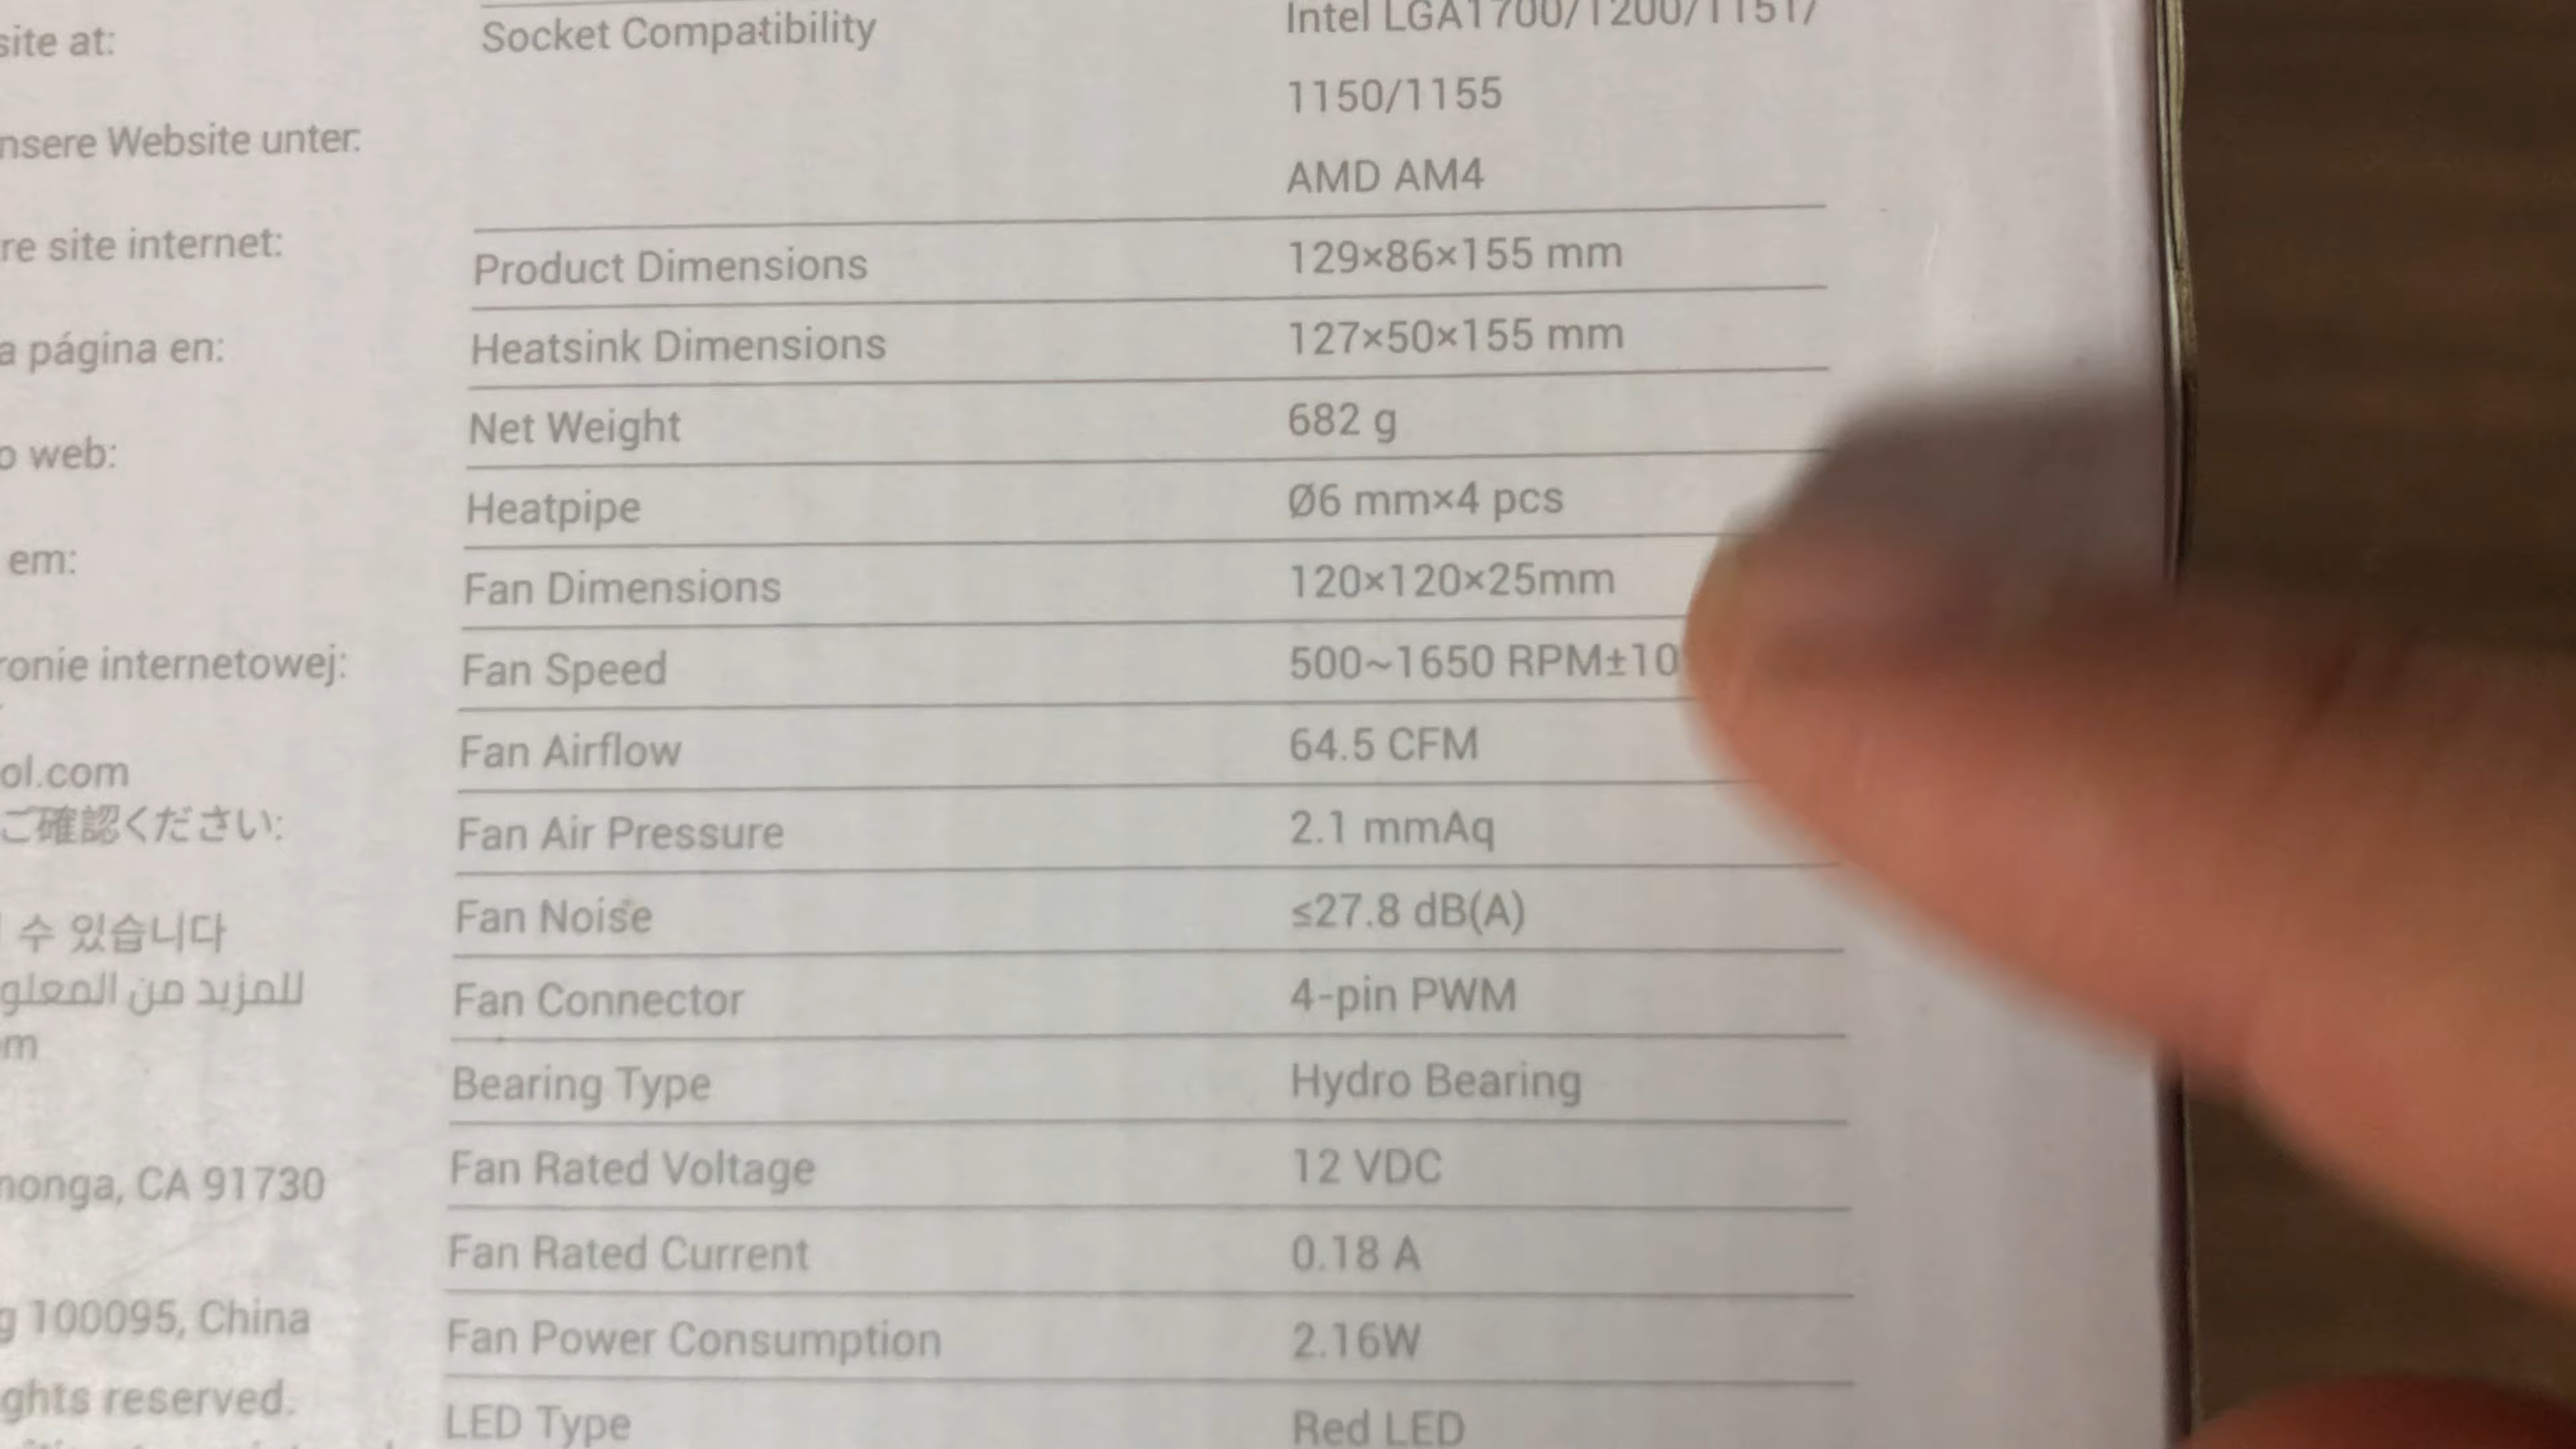 site at:
nsere Website unter:
re site internet:
a página en:
o web:
em:
ronie internetowej:
ol.com
ご確認ください:
수 있습니다
للمزيد من المعلو
m
nonga, CA 91730
g 100095, China
ghts reserved.
Socket Compatibility Intel LGA1700/1200/1151/
1150/1155
AMD AM4
Product Dimensions 129×86×155 mm
Heatsink Dimensions 127×50×155 mm
Net Weight 682 g
Heatpipe Ø6 mm×4 pcs
Fan Dimensions 120×120×25mm
Fan Speed 500~1650 RPM±10
Fan Airflow 64.5 CFM
Fan Air Pressure 2.1 mmAq
Fan Noise ≤27.8 dB(A)
Fan Connector 4-pin PWM
Bearing Type Hydro Bearing
Fan Rated Voltage 12 VDC
Fan Rated Current 0.18 A
Fan Power Consumption 2.16W
LED Type Red LED